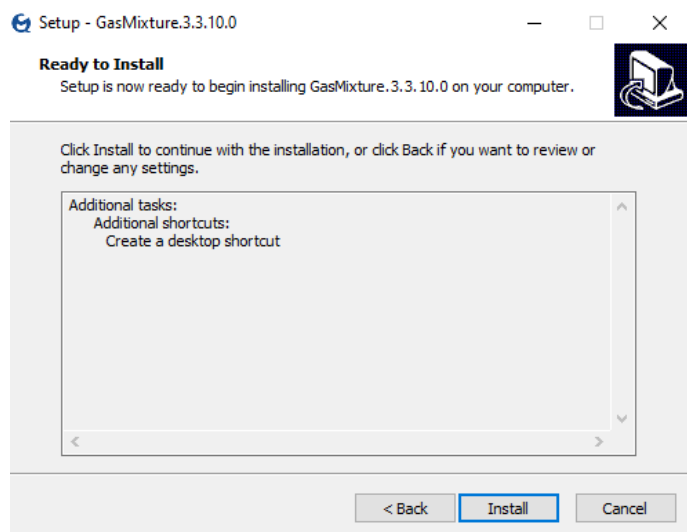 Setup - GasMixture.3.3.10.0
Ready to Install
Setup is now ready to begin installing GasMixture.3.3.10.0 on your computer.
Click Install to continue with the installation, or click Back if you want to review or
change any settings.
Additional tasks:
Additional shortcuts:
Create a desktop shortcut
< Back
Install
Cancel